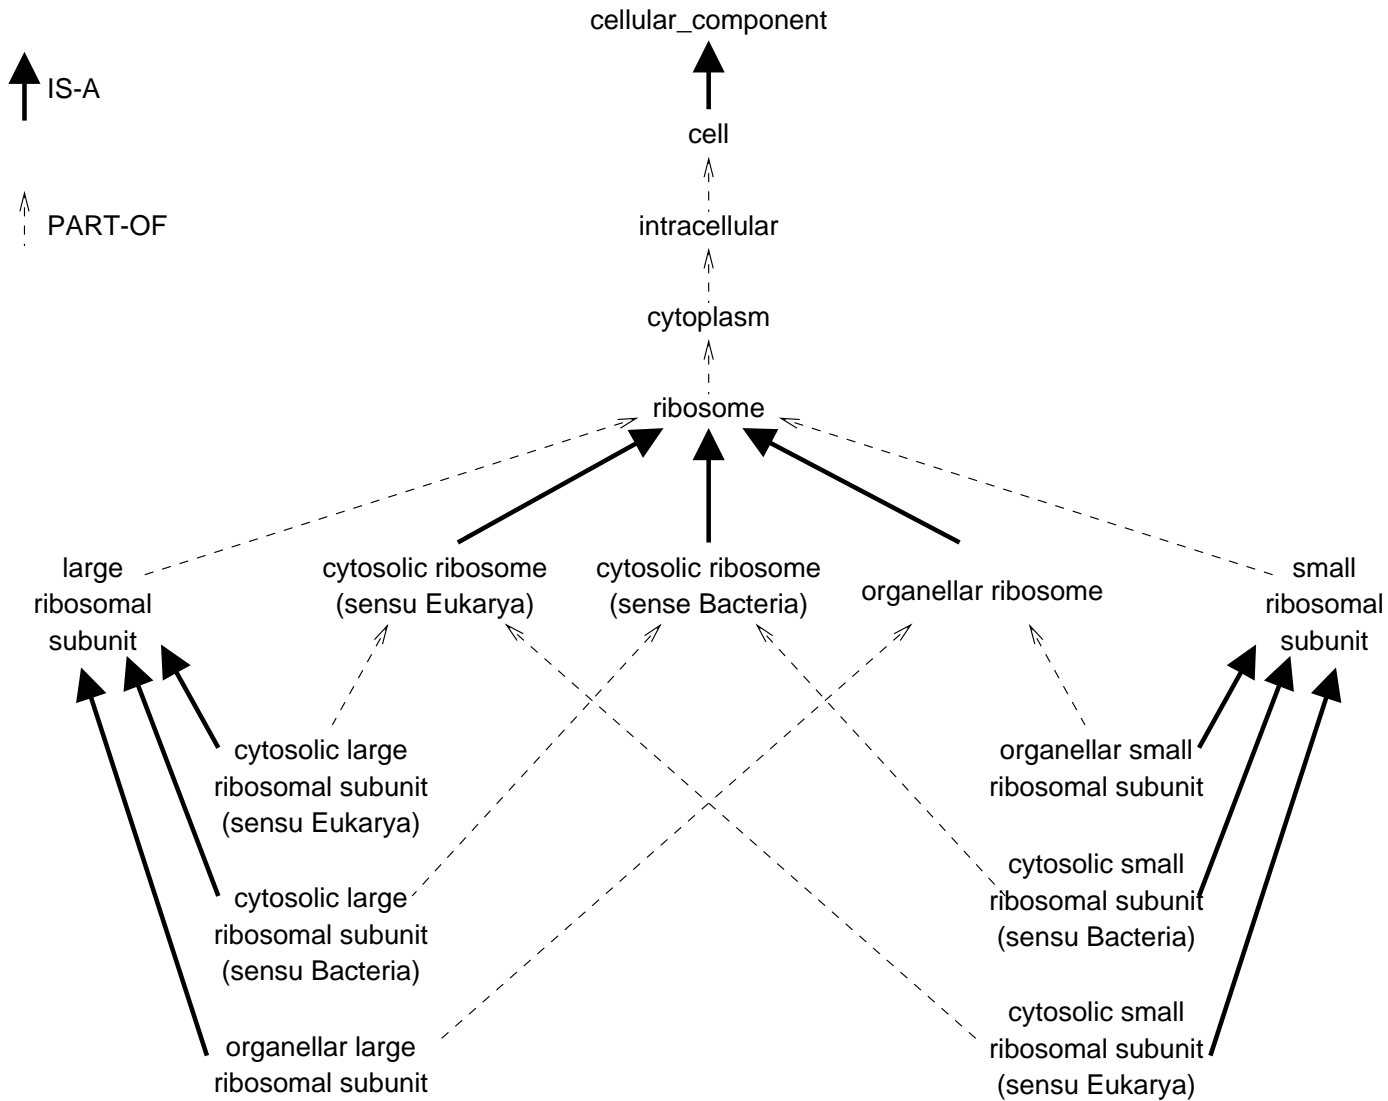 cellular_component
IS-A
cell
PART-OF
intracellular
cytoplasm
ribosome
large
ribosomal
subunit
cytosolic ribosome
(sensu Eukarya)
cytosolic ribosome
(sense Bacteria)
organellar ribosome
small
ribosomal
subunit
cytosolic large
ribosomal subunit
(sensu Eukarya)
organellar small
ribosomal subunit
cytosolic large
ribosomal subunit
(sensu Bacteria)
cytosolic small
ribosomal subunit
(sensu Bacteria)
organellar large
ribosomal subunit
cytosolic small
ribosomal subunit
(sensu Eukarya)